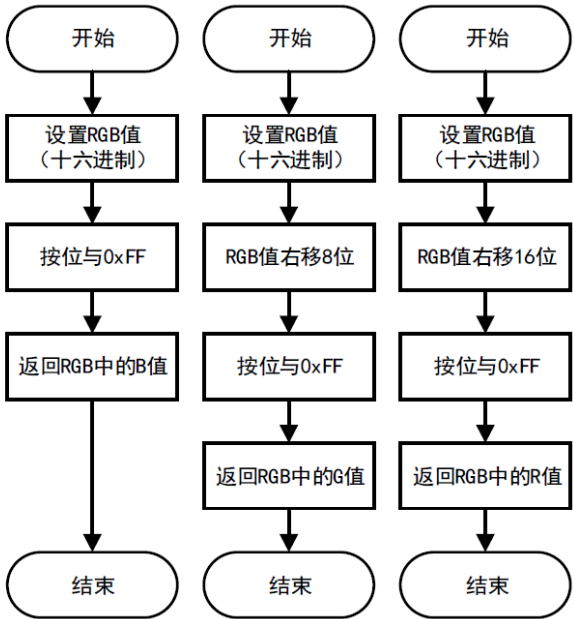 开始
设置RGB值
（十六进制）
按位与0xFF
返回RGB中的B值
结束
开始
设置RGB值
（十六进制）
RGB值右移8位
按位与0xFF
返回RGB中的G值
结束
开始
设置RGB值
（十六进制）
RGB值右移16位
按位与0xFF
返回RGB中的R值
结束